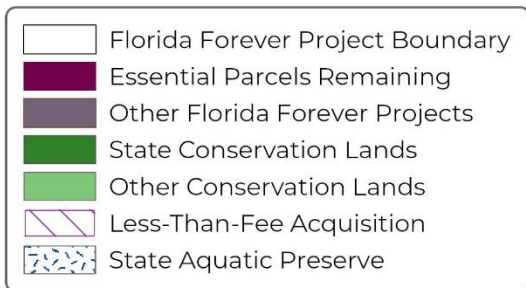 Florida Forever Project Boundary
Essential Parcels Remaining
Other Florida Forever Projects
State Conservation Lands
Other Conservation Lands
Less-Than-Fee Acquisition
State Aquatic Preserve